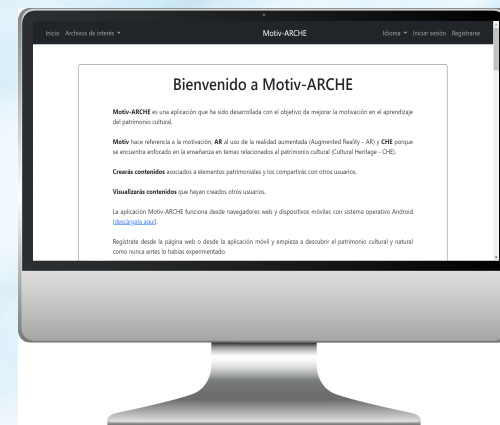 Inicio Archivos de interés Motiv-ARCHE Idioma Iniciar sesión Registrarse
Bienvenido a Motiv-ARCHE
Motiv-ARCHE es una aplicación que ha sido desarrollada con el objetivo de mejorar la motivación en el aprendizaje
del patrimonio cultural.
Motiv hace referencia a la motivación, AR al uso de la realidad aumentada (Augmented Reality - AR) y CHE porque
se encuentra enfocado en la enseñanza en temas relacionados al patrimonio cultural (Cultural Heritage - CHE).
Crearás contenidos asociados a elementos patrimoniales y los compartirás con otros usuarios.
Visualizarás contenidos que hayan creados otros usuarios.
La aplicación Motiv-ARCHE funciona desde navegadores web y dispositivos móviles con sistema operativo Android
(descárgala aquí).
Registrate desde la página web o desde la aplicación móvil y empieza a descubrir el patrimonio cultural y natural
como nunca antes lo habías experimentado.